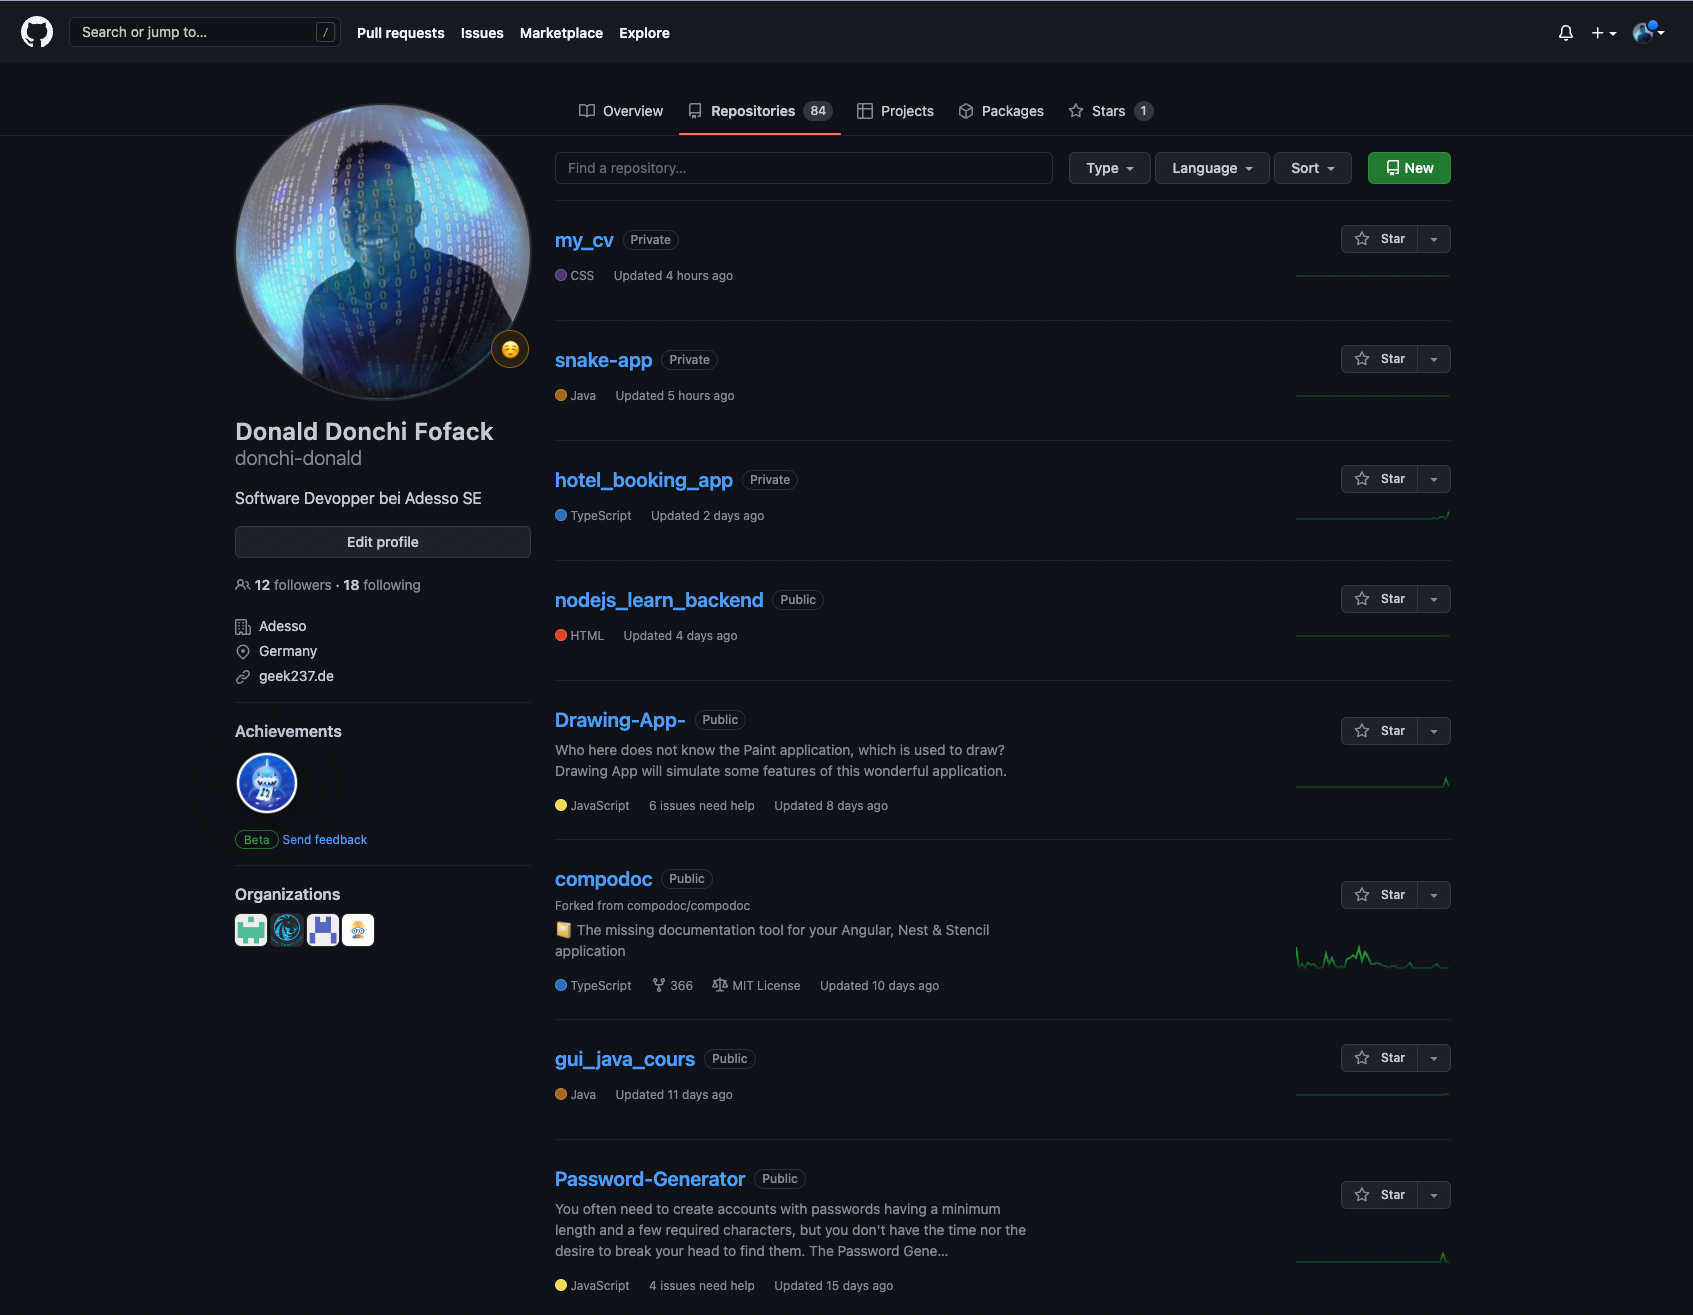 Search or jump to... /
Pull requests Issues Marketplace Explore
Overview Repositories 84 Projects Packages Stars 1
Donald Donchi Fofack
donchi-donald
Software Devopper bei Adesso SE
Edit profile
12 followers · 18 following
Adesso
Germany
geek237.de
Achievements
Beta Send feedback
Organizations
Find a repository... Type Language Sort New
my_cv Private
Star
CSS Updated 4 hours ago
snake-app Private
Star
Java Updated 5 hours ago
hotel_booking_app Private
Star
TypeScript Updated 2 days ago
nodejs_learn_backend Public
Star
HTML Updated 4 days ago
Drawing-App- Public
Star
Who here does not know the Paint application, which is used to draw?
Drawing App will simulate some features of this wonderful application.
JavaScript 6 issues need help Updated 8 days ago
compodoc Public
Star
Forked from compodoc/compodoc
The missing documentation tool for your Angular, Nest & Stencil
application
TypeScript 366 MIT License Updated 10 days ago
gui_java_cours Public
Star
Java Updated 11 days ago
Password-Generator Public
Star
You often need to create accounts with passwords having a minimum
length and a few required characters, but you don't have the time nor the
desire to break your head to find them. The Password Gene...
JavaScript 4 issues need help Updated 15 days ago